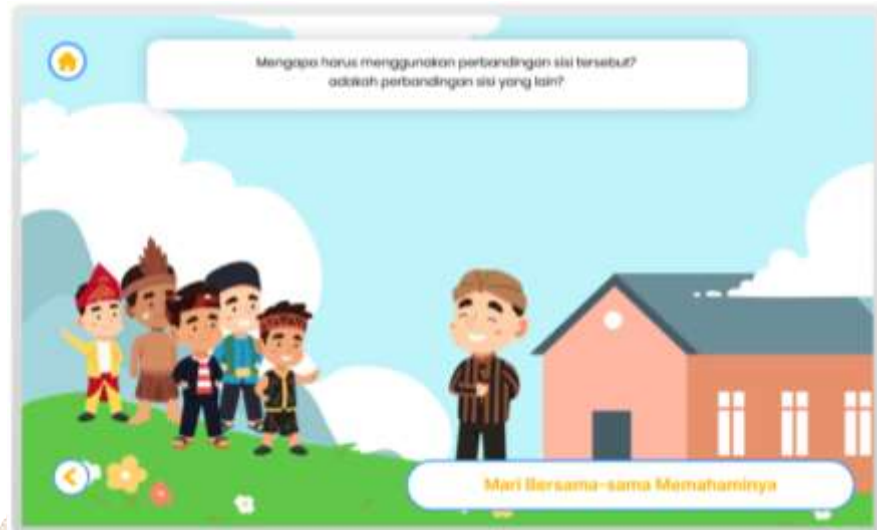 Mengapa harus menggunakan perbandingan sisi tersebut?
adakah perbandingan sisi yang lain?
Mari Bersama-sama Memahaminya